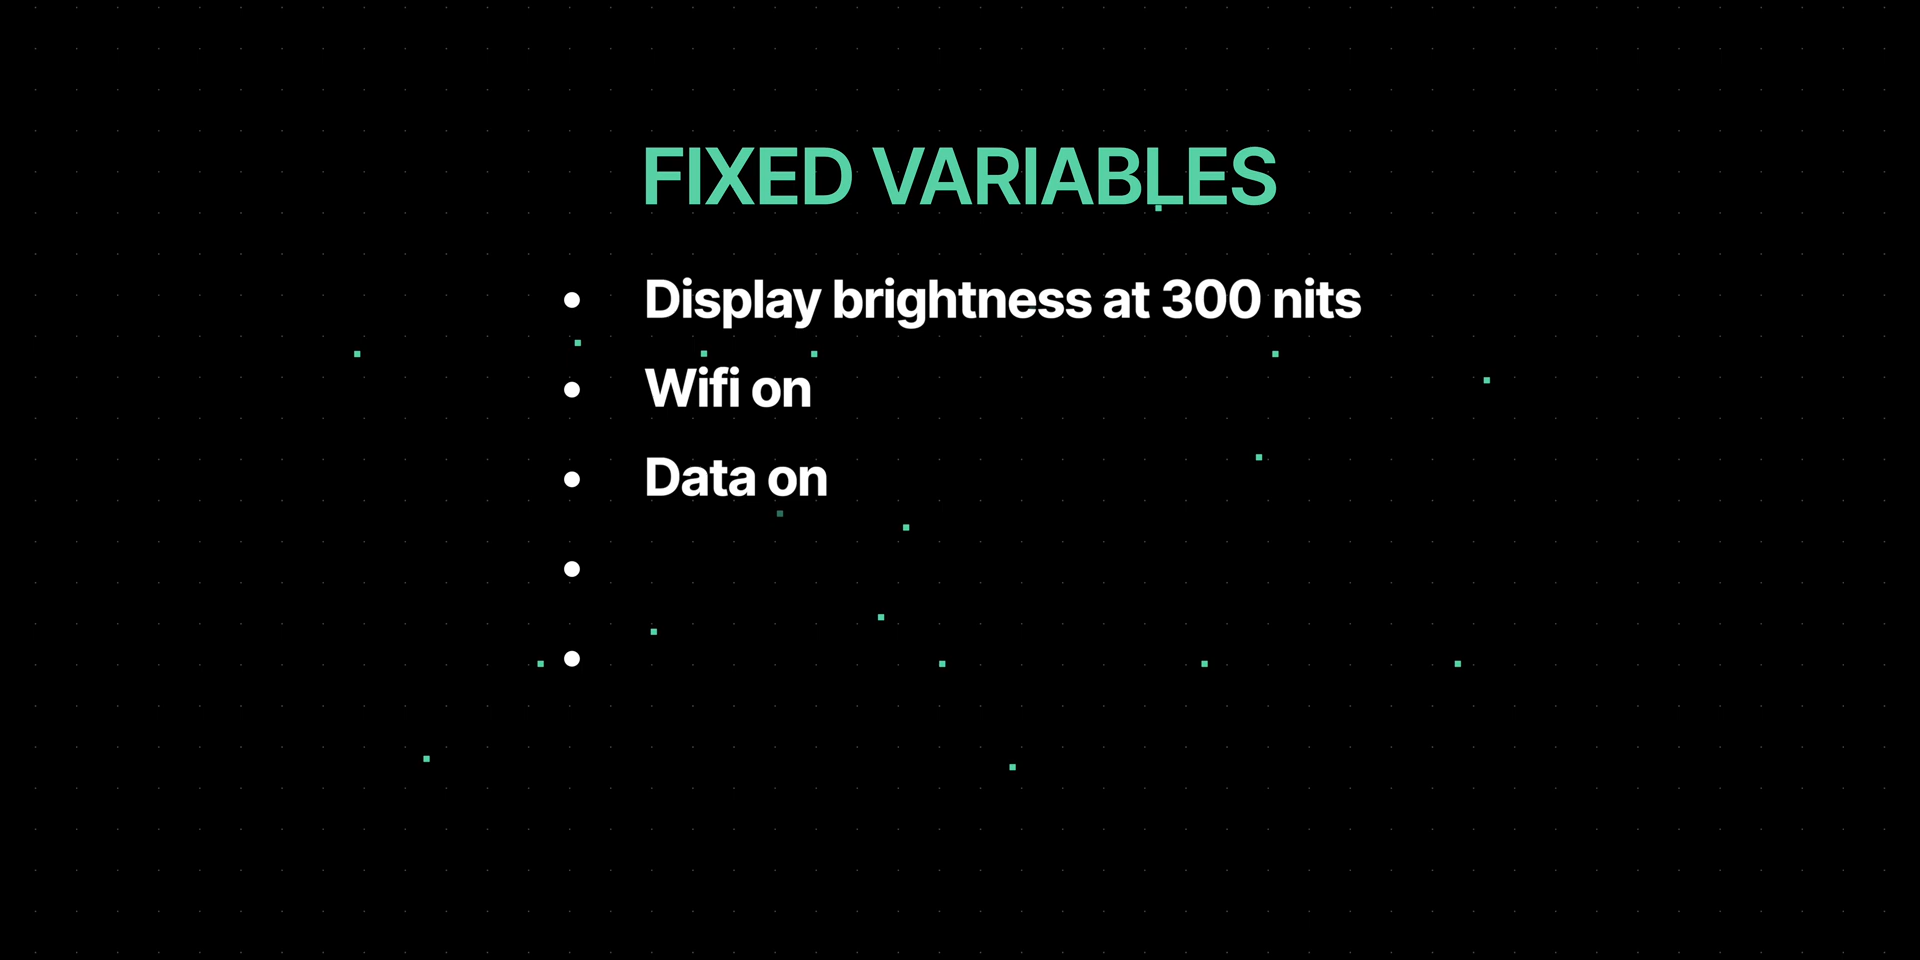 FIXED VARIABLES
• Display brightness at 300 nits
• Wifi on
• Data on
•
•